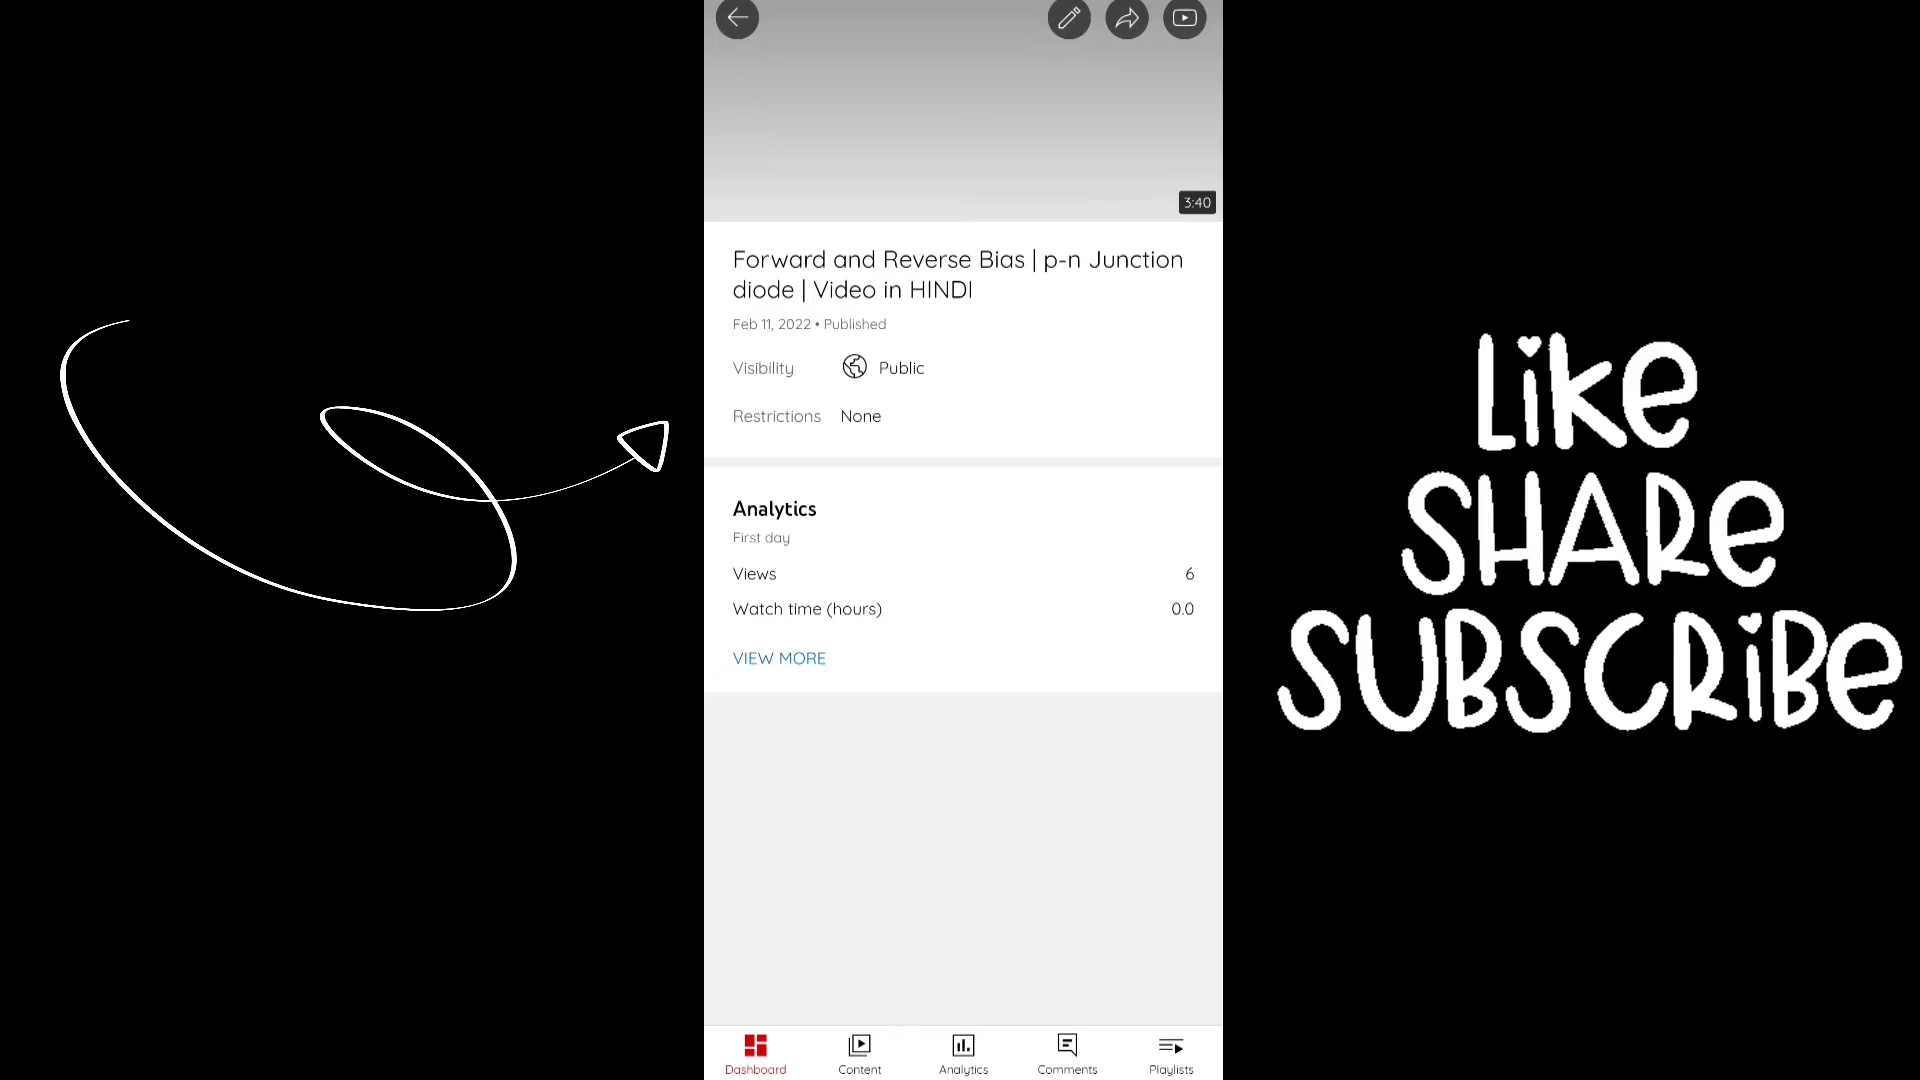 3:40
Forward and Reverse Bias | p-n Junction
diode | Video in HINDI
Feb 11, 2022 • Published
Visibility Public
Restrictions None
Analytics
First day
Views 6
Watch time (hours) 0.0
VIEW MORE
Dashboard Content Analytics Comments Playlists
LiKe
SHARe
SUBSCRiBe